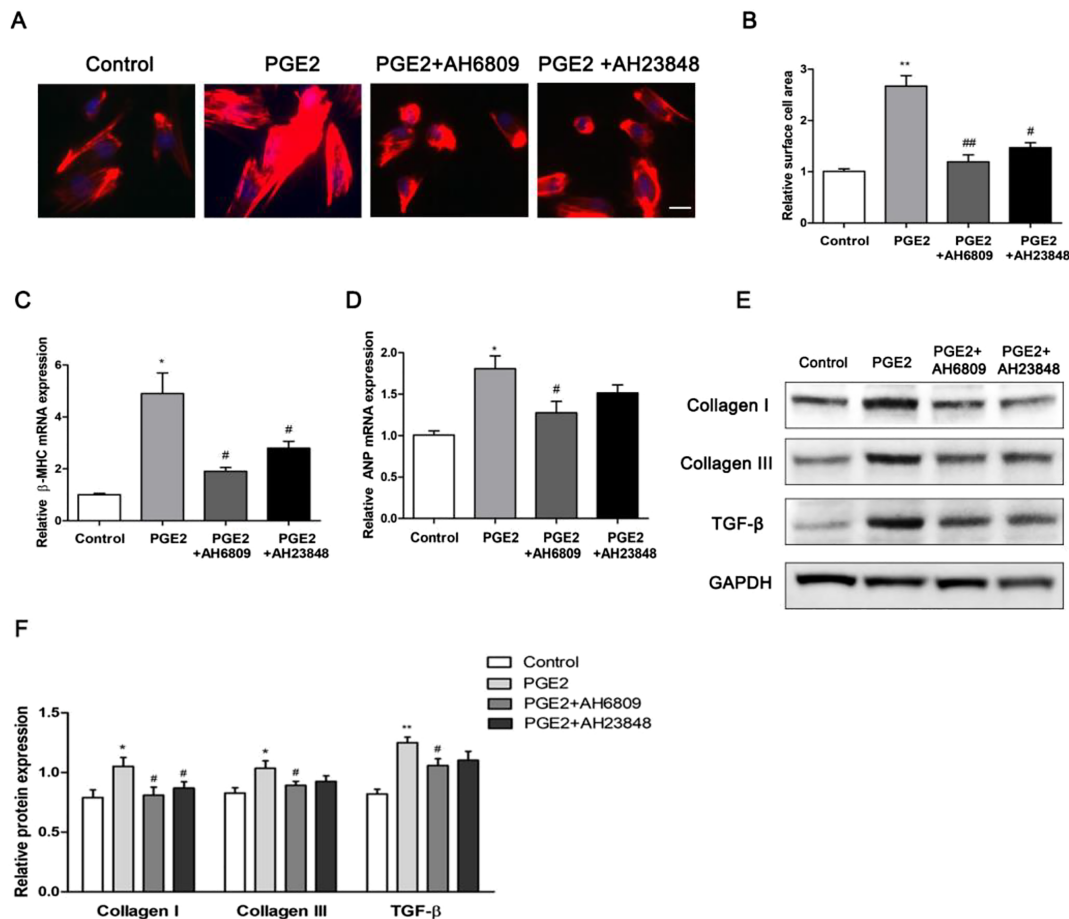 A
Control
PGE2
PGE2+AH6809
PGE2 +AH23848
B
Relative surface cell area
3
2
1
0
**
##
#
Control
PGE2
PGE2
+AH6809
PGE2
+AH23848
C
Relative β-MHC mRNA expression
6
4
2
0
*
#
#
Control
PGE2
PGE2
+AH6809
PGE2
+AH23848
D
Relative ANP mRNA expression
2.0
1.5
1.0
0.5
0.0
*
#
Control
PGE2
PGE2
+AH6809
PGE2
+AH23848
E
Control
PGE2
PGE2+
AH6809
PGE2+
AH23848
Collagen I
Collagen III
TGF-β
GAPDH
F
Control
PGE2
PGE2+AH6809
PGE2+AH23848
Relative protein expression
1.5
1.0
0.5
0.0
*
#
#
*
#
**
#
Collagen I
Collagen III
TGF-β